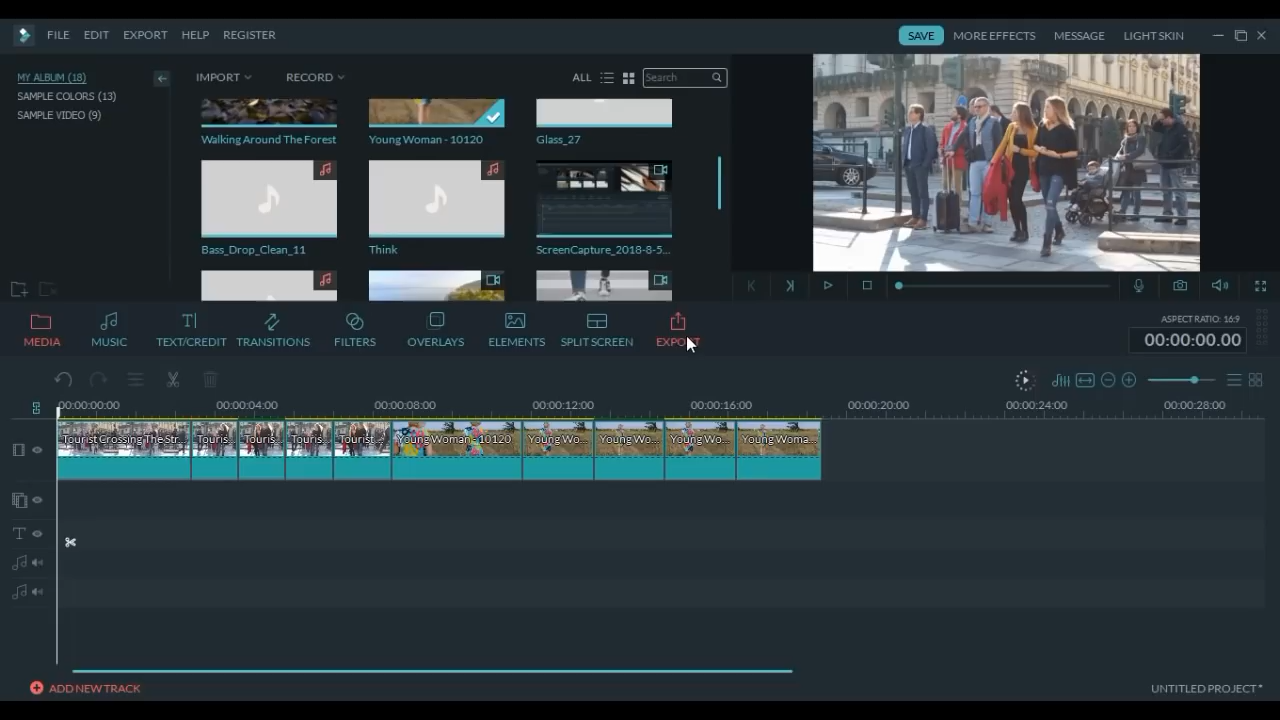 FILE EDIT EXPORT HELP REGISTER SAVE MORE EFFECTS MESSAGE LIGHT SKIN
MY ALBUM (18)
SAMPLE COLORS (13)
SAMPLE VIDEO (9)
IMPORT RECORD ALL Search
Walking Around The Forest Young Woman - 10120 Glass_27
Bass_Drop_Clean_11 Think ScreenCapture_2018-8-5...
MEDIA MUSIC TEXT/CREDIT TRANSITIONS FILTERS OVERLAYS ELEMENTS SPLIT SCREEN EXPORT
ASPECT RATIO: 16:9
00:00:00.00
00:00:00:00 00:00:04:00 00:00:08:00 00:00:12:00 00:00:16:00 00:00:20:00 00:00:24:00 00:00:28:00
Tourist Crossing The Str... Touris... Touris... Touris... Tourist... Young Woman - 10120 Young Wo... Young Wo... Young Wo... Young Woma...
ADD NEW TRACK
UNTITLED PROJECT*